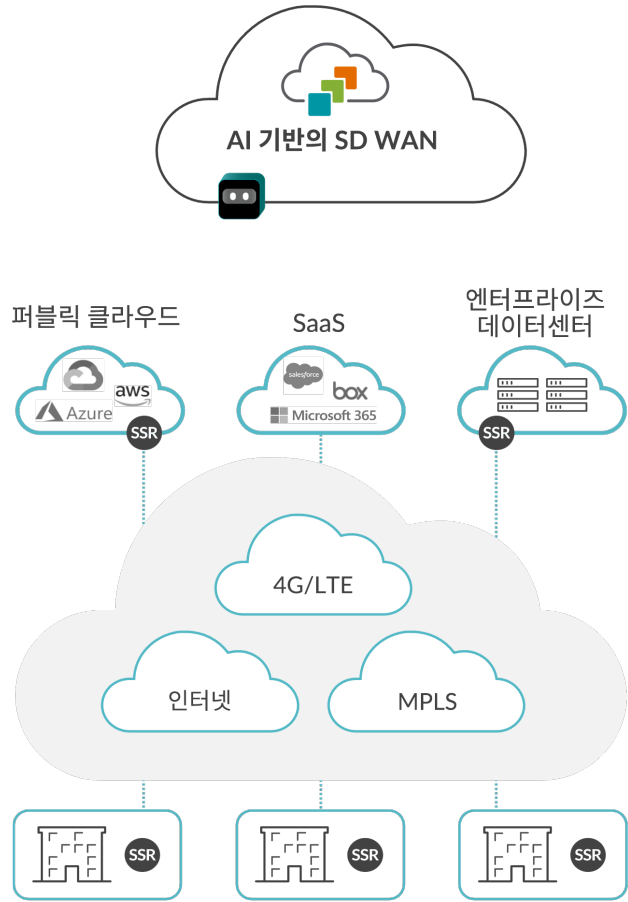 AI 기반의 SD WAN
퍼블릭 클라우드
SaaS
엔터프라이즈
데이터센터
aws
Azure
SSR
salesforce
box
Microsoft 365
SSR
4G/LTE
인터넷
MPLS
SSR
SSR
SSR